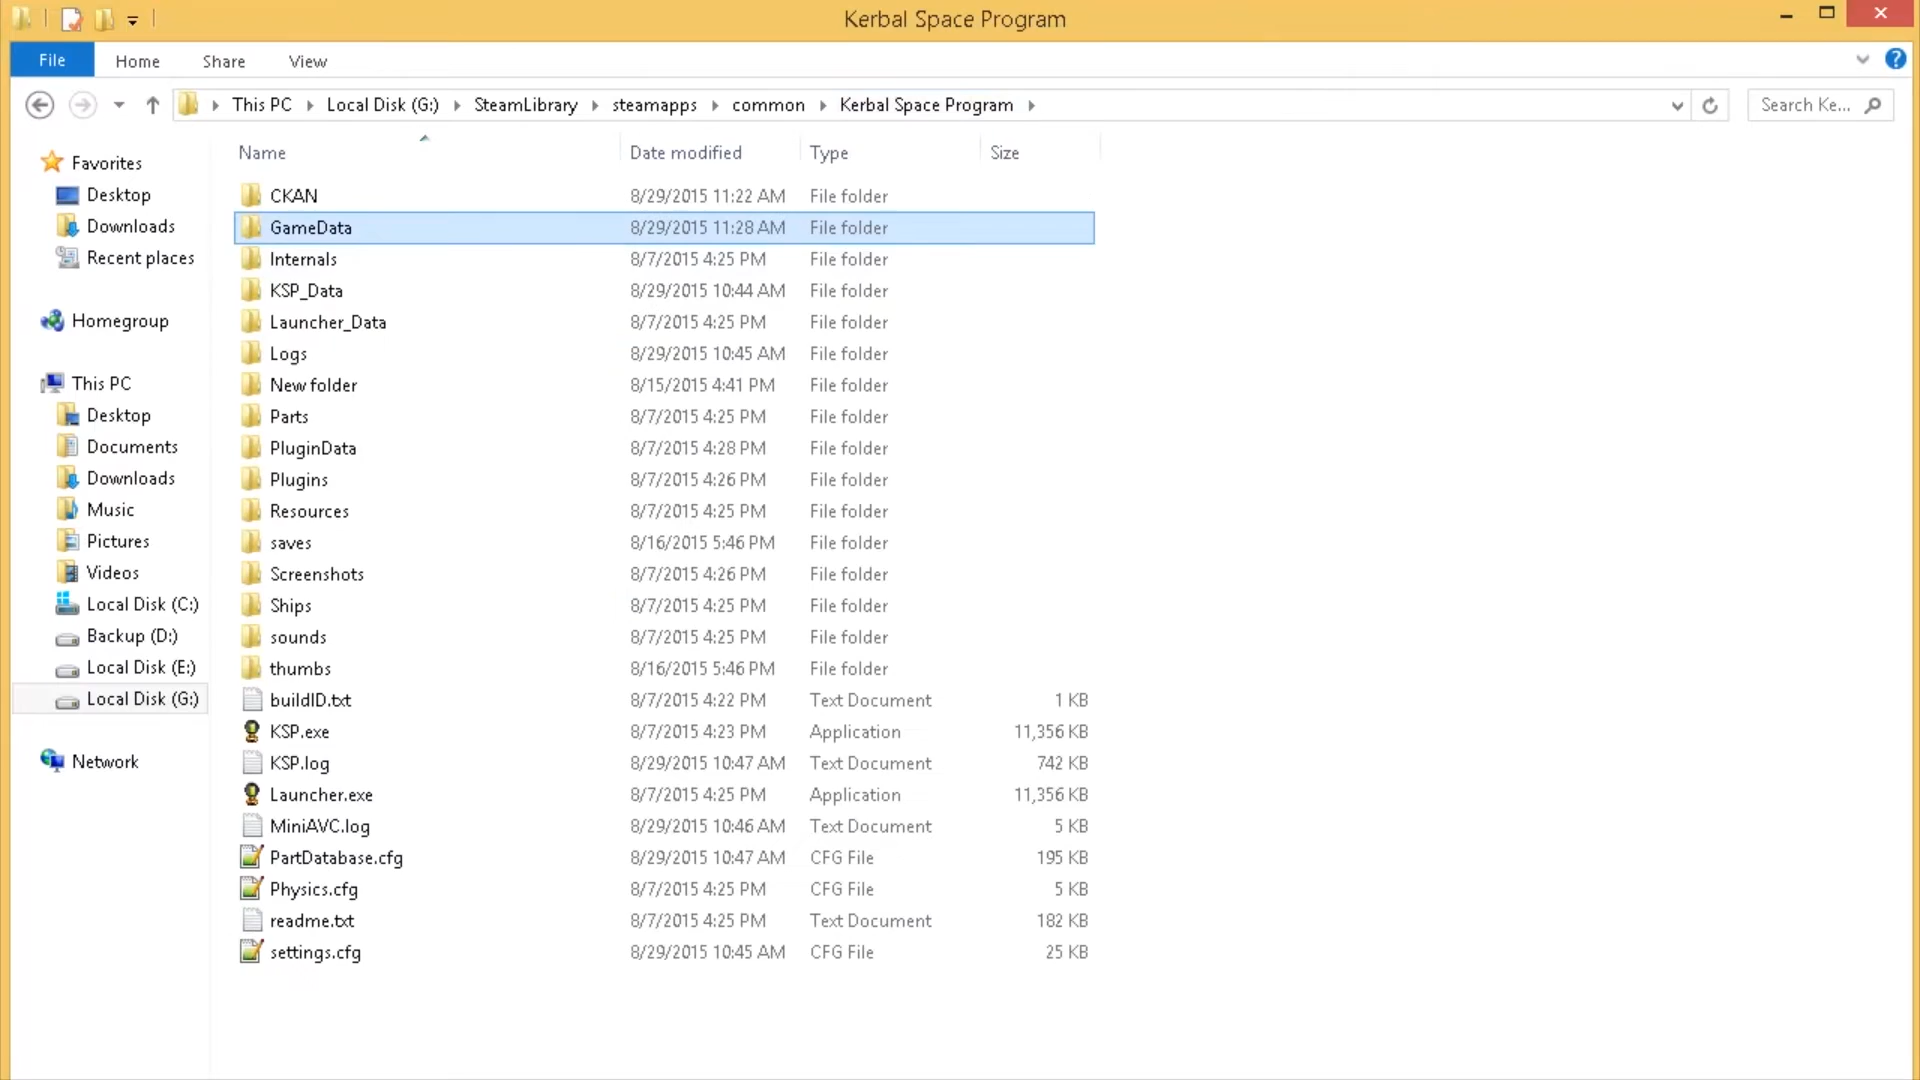 Kerbal Space Program
File Home Share View
This PC Local Disk (G:) SteamLibrary steamapps common Kerbal Space Program Search Ke...
Favorites
Desktop
Downloads
Recent places
Homegroup
This PC
Desktop
Documents
Downloads
Music
Pictures
Videos
Local Disk (C:)
Backup (D:)
Local Disk (E:)
Local Disk (G:)
Network
Name Date modified Type Size
CKAN 8/29/2015 11:22 AM File folder
GameData 8/29/2015 11:28 AM File folder
Internals 8/7/2015 4:25 PM File folder
KSP_Data 8/29/2015 10:44 AM File folder
Launcher_Data 8/7/2015 4:25 PM File folder
Logs 8/29/2015 10:45 AM File folder
New folder 8/15/2015 4:41 PM File folder
Parts 8/7/2015 4:25 PM File folder
PluginData 8/7/2015 4:28 PM File folder
Plugins 8/7/2015 4:26 PM File folder
Resources 8/7/2015 4:25 PM File folder
saves 8/16/2015 5:46 PM File folder
Screenshots 8/7/2015 4:26 PM File folder
Ships 8/7/2015 4:25 PM File folder
sounds 8/7/2015 4:25 PM File folder
thumbs 8/16/2015 5:46 PM File folder
buildID.txt 8/7/2015 4:22 PM Text Document 1 KB
KSP.exe 8/7/2015 4:23 PM Application 11,356 KB
KSP.log 8/29/2015 10:47 AM Text Document 742 KB
Launcher.exe 8/7/2015 4:25 PM Application 11,356 KB
MiniAVC.log 8/29/2015 10:46 AM Text Document 5 KB
PartDatabase.cfg 8/29/2015 10:47 AM CFG File 195 KB
Physics.cfg 8/7/2015 4:25 PM CFG File 5 KB
readme.txt 8/7/2015 4:25 PM Text Document 182 KB
settings.cfg 8/29/2015 10:45 AM CFG File 25 KB